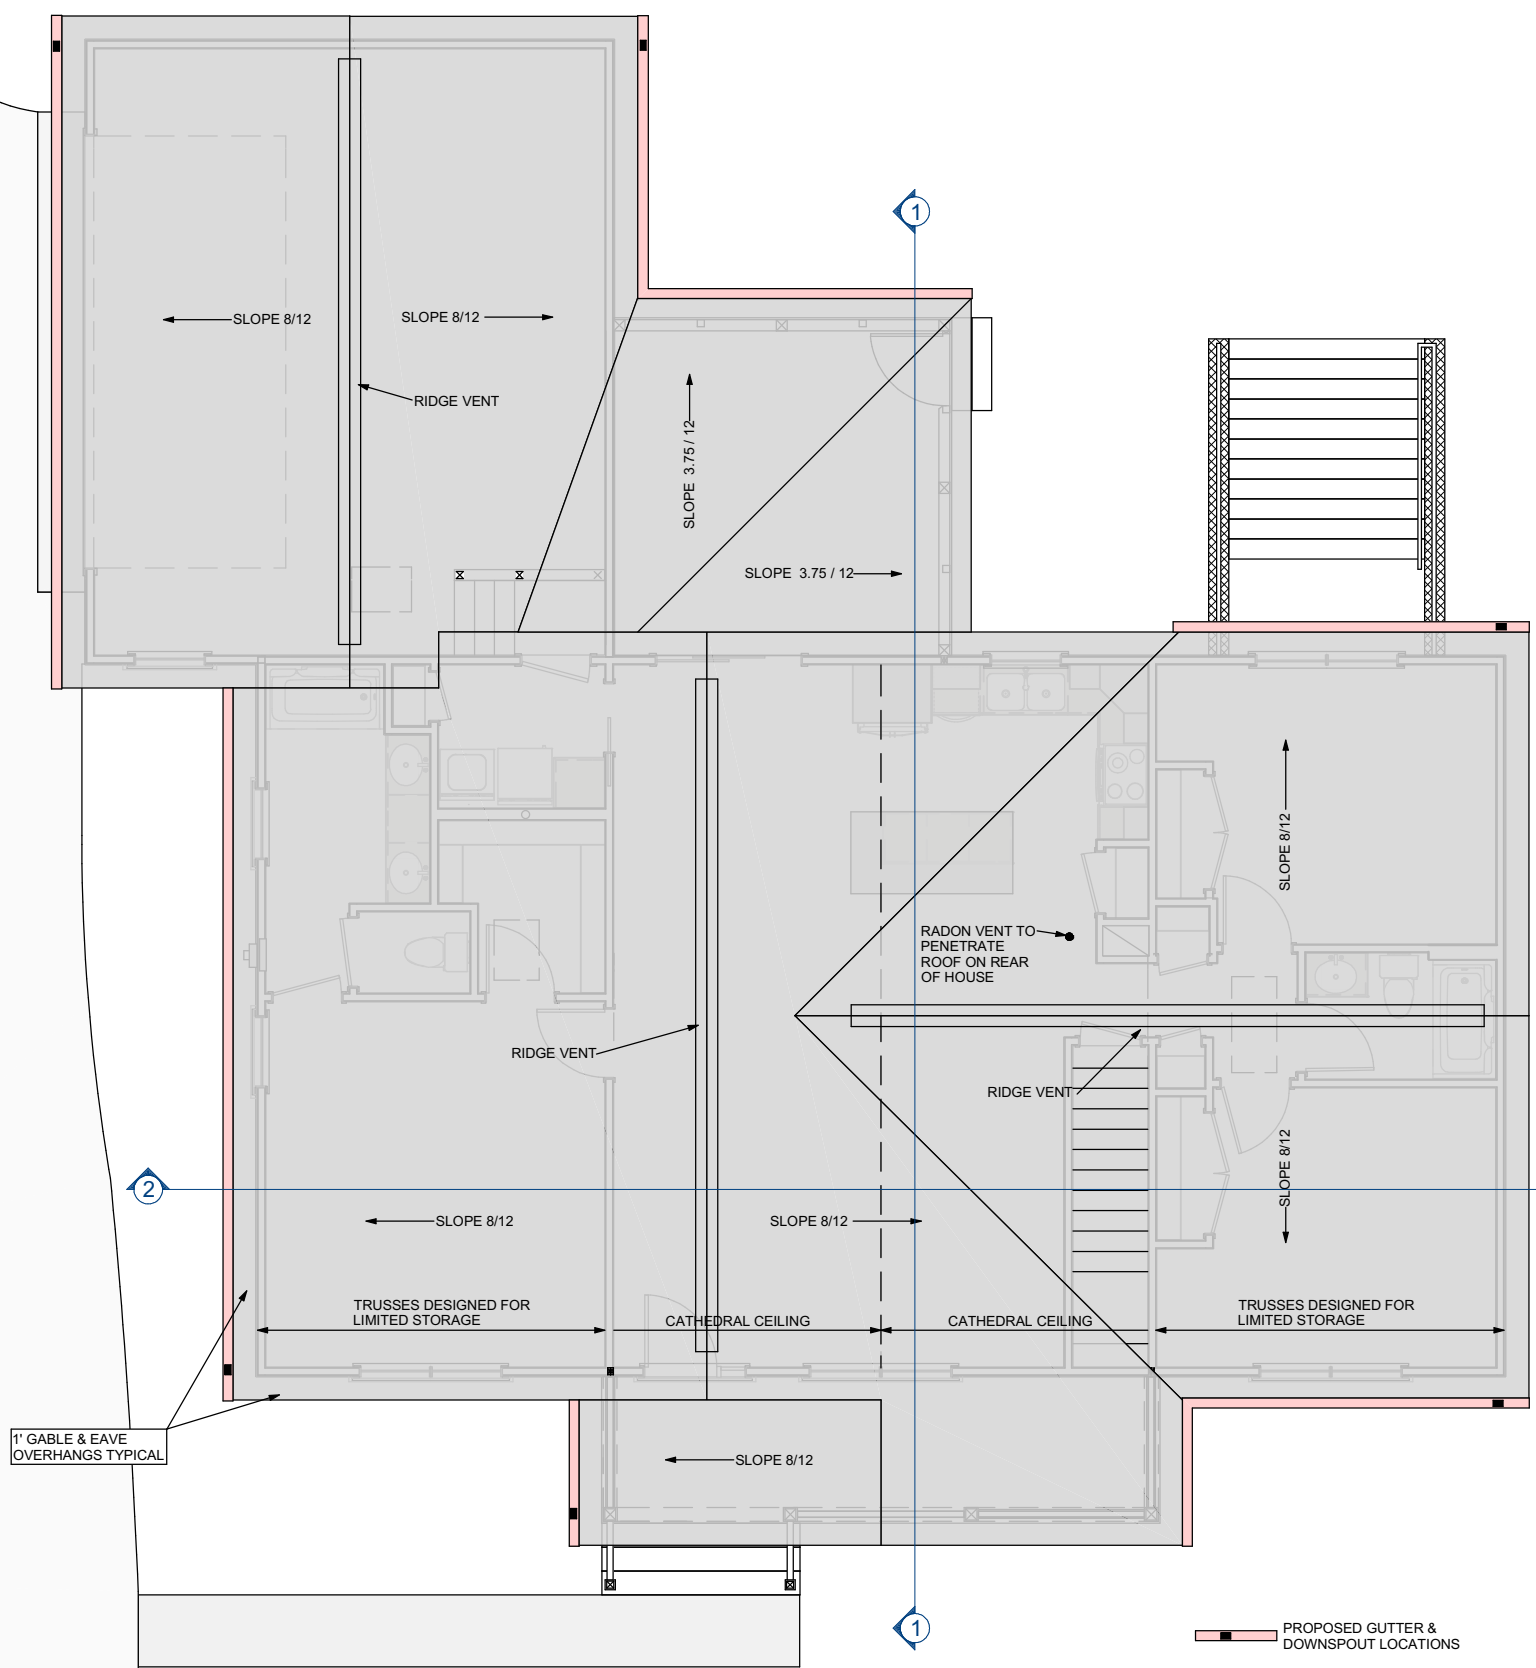 1
SLOPE 8/12
SLOPE 8/12
RIDGE VENT
SLOPE 3.75 / 12
SLOPE 3.75 / 12
SLOPE 8/12
RADON VENT TO
PENETRATE
ROOF ON REAR
OF HOUSE
RIDGE VENT
RIDGE VENT
SLOPE 8/12
2
SLOPE 8/12
SLOPE 8/12
TRUSSES DESIGNED FOR
LIMITED STORAGE
CATHEDRAL CEILING
CATHEDRAL CEILING
TRUSSES DESIGNED FOR
LIMITED STORAGE
1' GABLE & EAVE
OVERHANGS TYPICAL
SLOPE 8/12
1
PROPOSED GUTTER &
DOWNSPOUT LOCATIONS